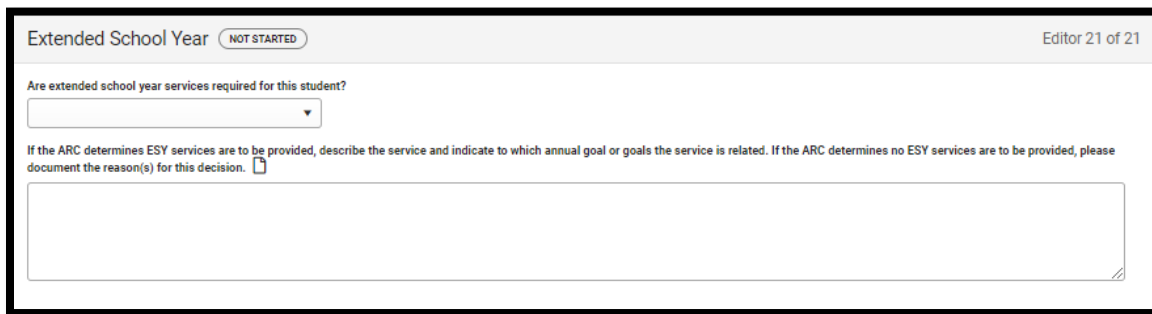 Extended School Year NOT STARTED Editor 21 of 21
Are extended school year services required for this student?
If the ARC determines ESY services are to be provided, describe the service and indicate to which annual goal or goals the service is related. If the ARC determines no ESY services are to be provided, please
document the reason(s) for this decision.